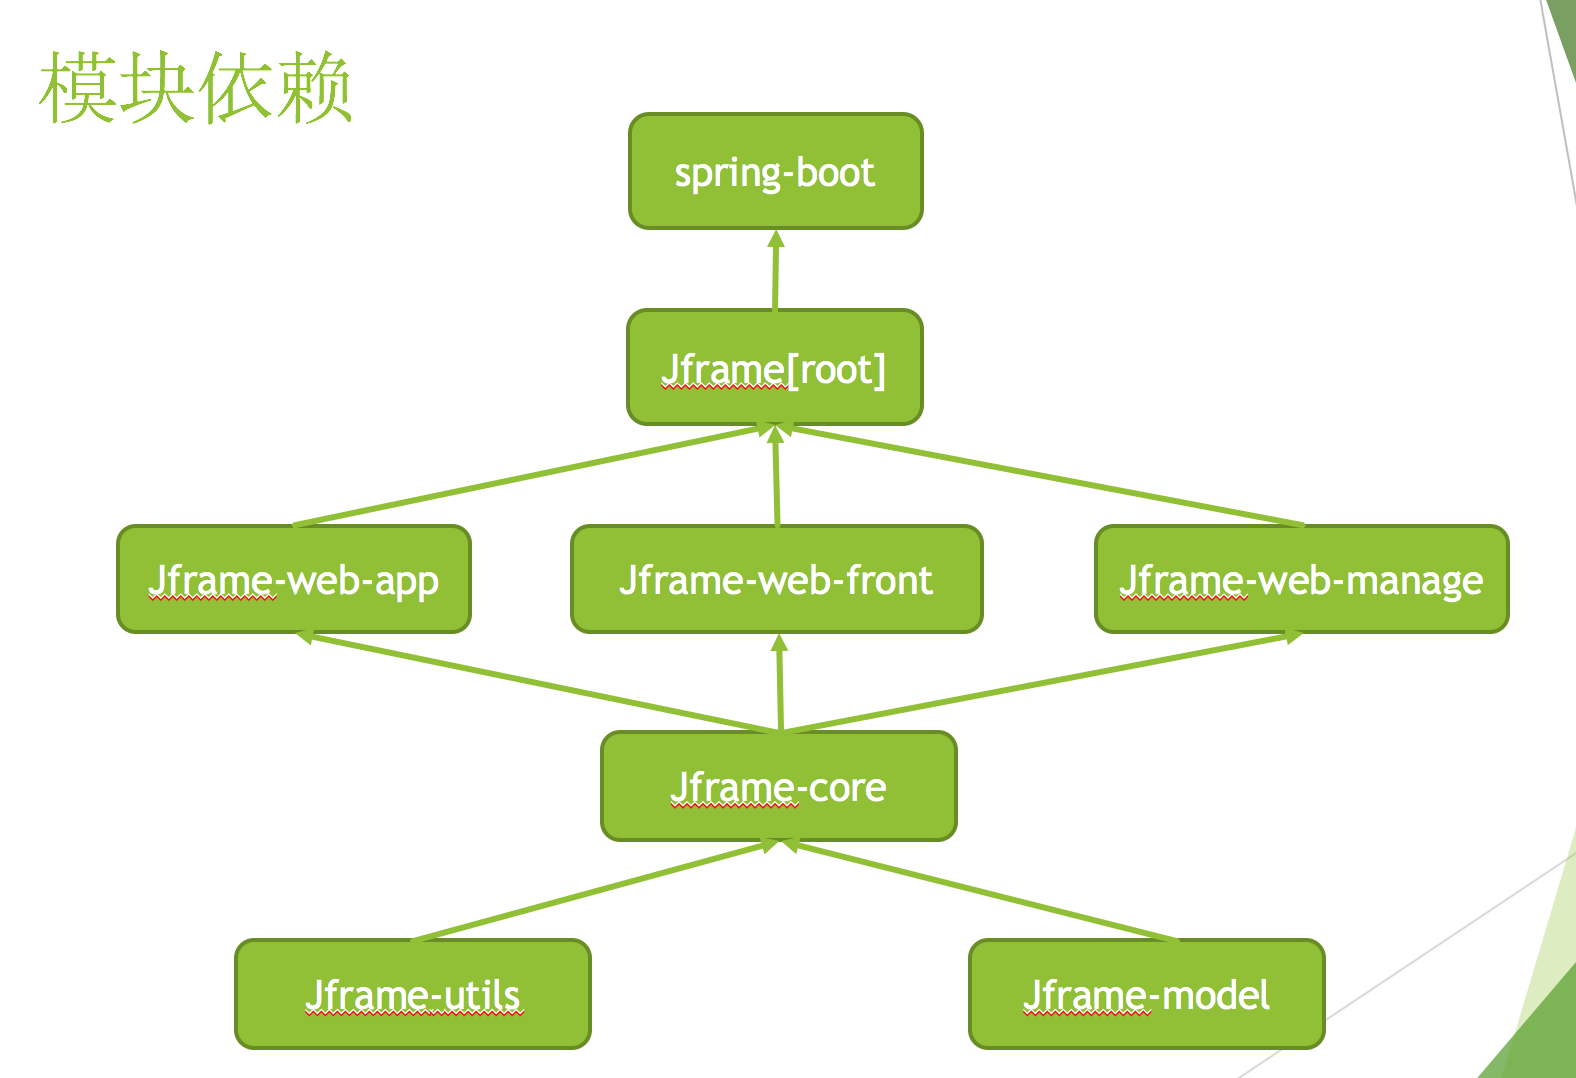 模块依赖
spring-boot
Jframe[root]
Jframe-web-app
Jframe-web-front
Jframe-web-manage
Jframe-core
Jframe-utils
Jframe-model